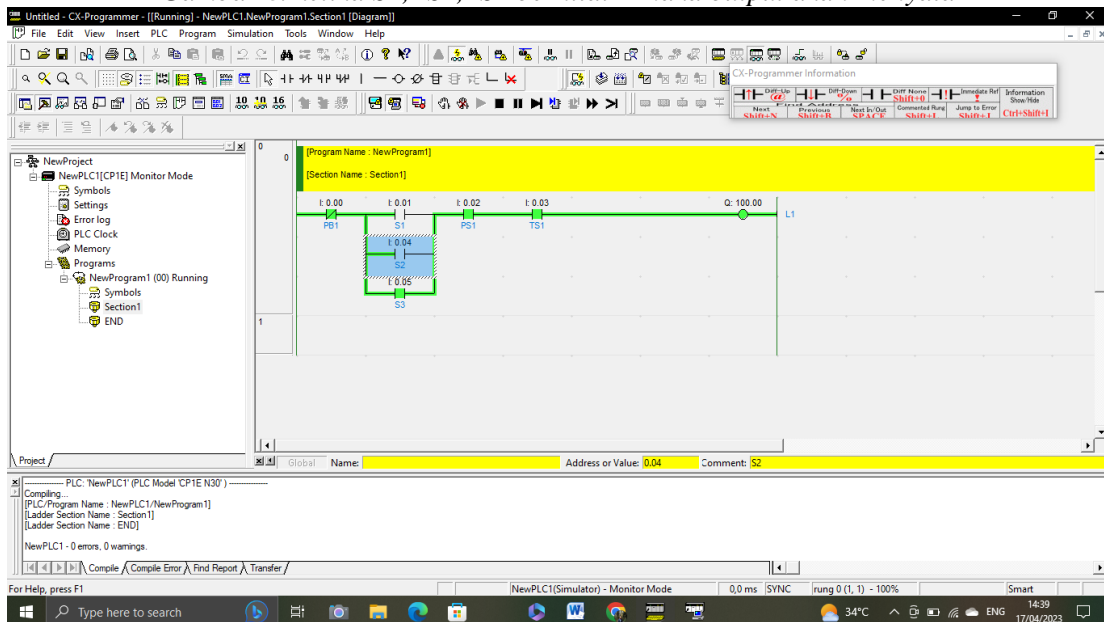 Untitled - CX-Programmer - [[Running] - NewPLC1.NewProgram1.Section1 [Diagram]]
File Edit View Insert PLC Program Simulation Tools Window Help
CX-Programmer Information
Diff-Up
(@)
Diff-Down
%
Diff None
Shift+0
Immediate Ref
!
Information
Show/Hide
Ctrl+Shift+I
Find Address
Next
Shift+N
Previous
Shift+B
Next In/Out
SPACE
Commented Rung
Shift+L
Jump to Error
Shift+J
10 16
NewProject
NewPLC1[CP1E] Monitor Mode
Symbols
Settings
Error log
PLC Clock
Memory
Programs
NewProgram1 (00) Running
Symbols
Section1
END
0
0
[Program Name : NewProgram1]
[Section Name : Section1]
I: 0.00
I: 0.01
I: 0.02
I: 0.03
Q: 100.00
L1
PB1
S1
PS1
TS1
I: 0.04
S2
I: 0.05
S3
1
Project
Global Name: Address or Value: 0.04 Comment: S2
---------------- PLC: 'NewPLC1' (PLC Model 'CP1E N30' ) ----------------
Compiling...
[PLC/Program Name : NewPLC1/NewProgram1]
[Ladder Section Name : Section1]
[Ladder Section Name : END]
NewPLC1 - 0 errors, 0 warnings.
Compile Compile Error Find Report Transfer
For Help, press F1
NewPLC1(Simulator) - Monitor Mode
0,0 ms
SYNC
rung 0 (1, 1) - 100%
Smart
Type here to search
34°C
ENG
14:39
17/04/2023